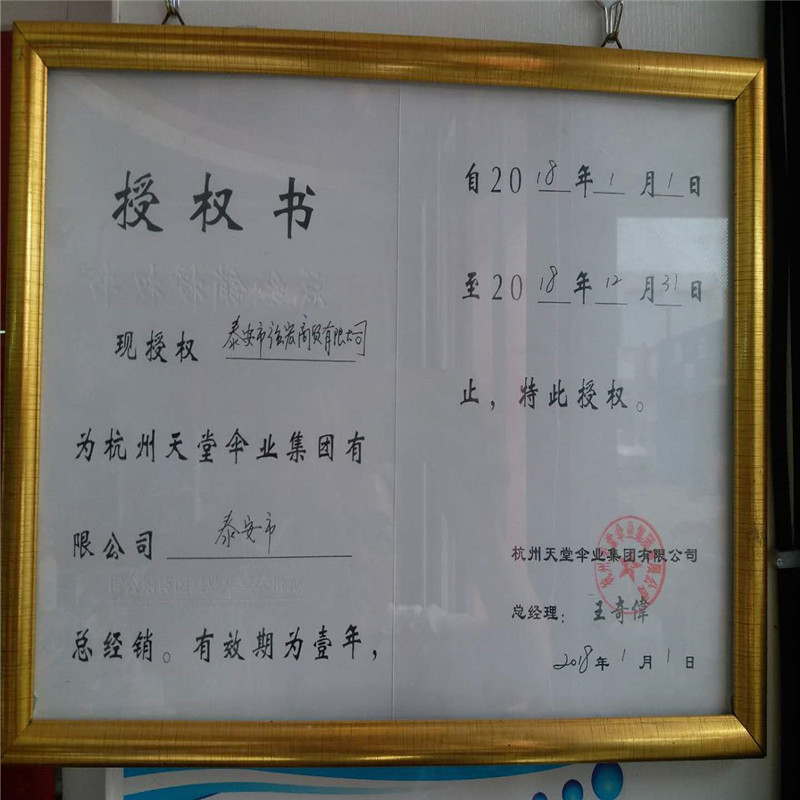 授权书
现授权 泰安市强宏商贸有限公司
为杭州天堂伞业集团有
限公司 泰安市
总经销。有效期为壹年，
自2018年1月1日
至2018年12月31日
止，特此授权。
杭州天堂伞业集团有限公司
总经理：王奇偉
2018年1月1日